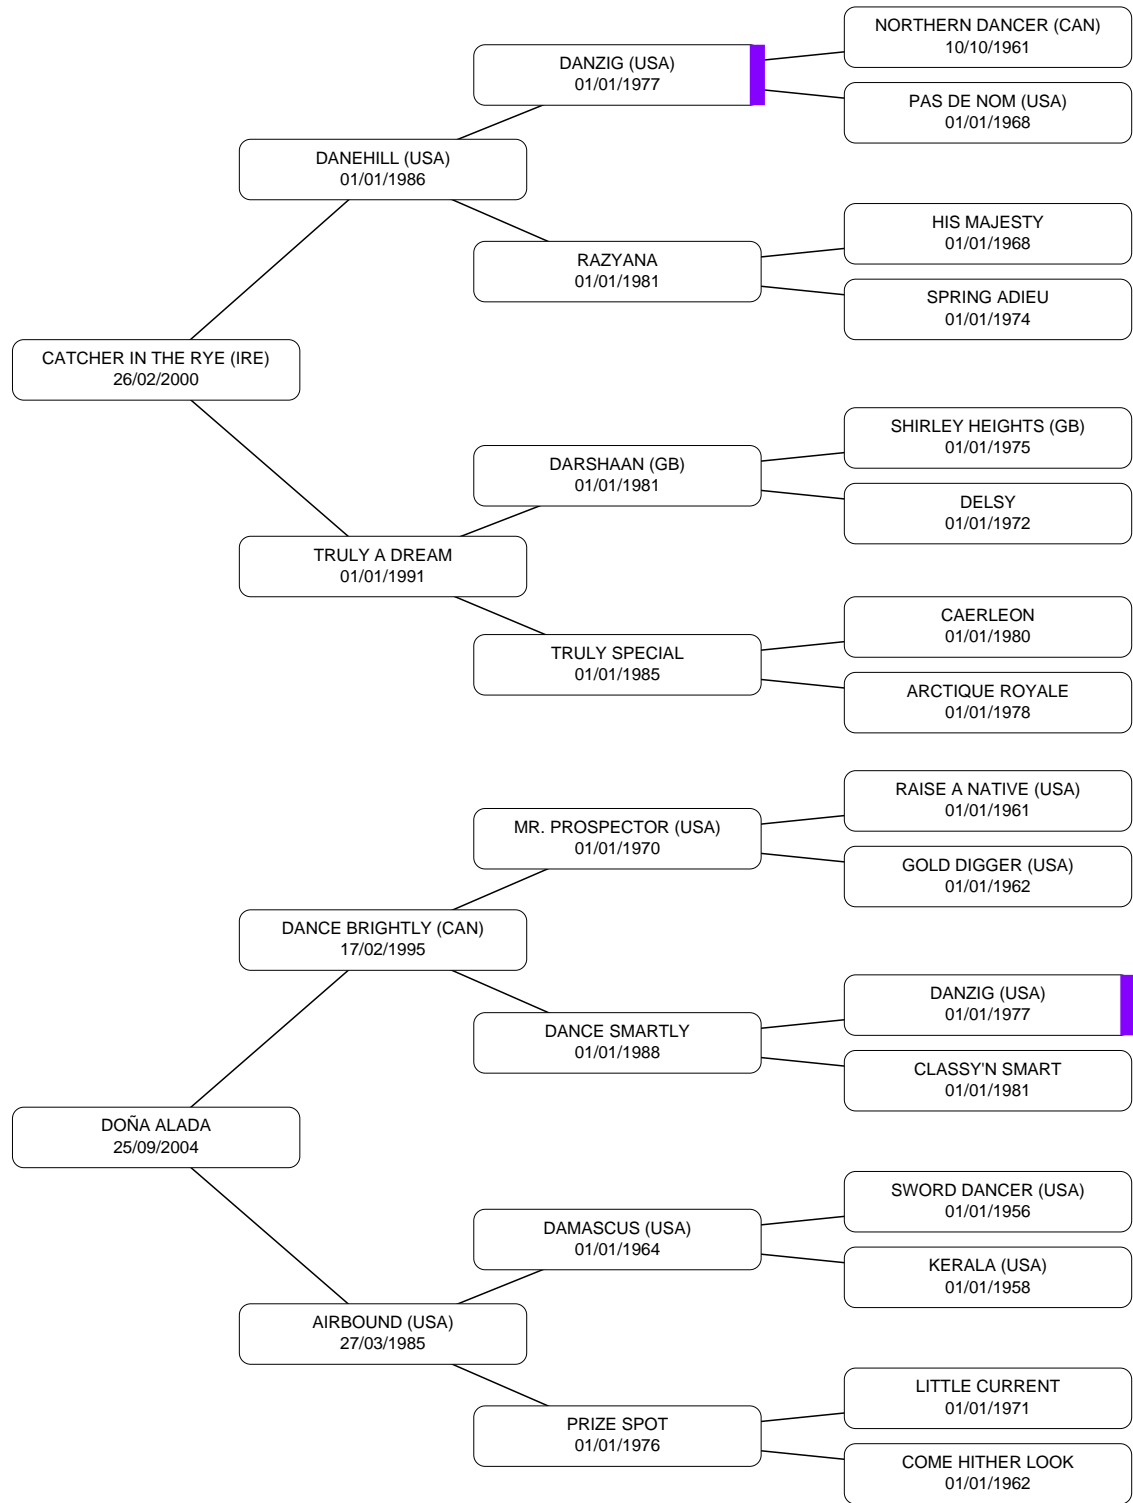 NORTHERN DANCER (CAN)
10/10/1961
DANZIG (USA)
01/01/1977
PAS DE NOM (USA)
01/01/1968
DANEHILL (USA)
01/01/1986
HIS MAJESTY
01/01/1968
RAZYANA
01/01/1981
SPRING ADIEU
01/01/1974
CATCHER IN THE RYE (IRE)
26/02/2000
SHIRLEY HEIGHTS (GB)
01/01/1975
DARSHAAN (GB)
01/01/1981
DELSY
01/01/1972
TRULY A DREAM
01/01/1991
CAERLEON
01/01/1980
TRULY SPECIAL
01/01/1985
ARCTIQUE ROYALE
01/01/1978
RAISE A NATIVE (USA)
01/01/1961
MR. PROSPECTOR (USA)
01/01/1970
GOLD DIGGER (USA)
01/01/1962
DANCE BRIGHTLY (CAN)
17/02/1995
DANZIG (USA)
01/01/1977
DANCE SMARTLY
01/01/1988
CLASSY'N SMART
01/01/1981
DOÑA ALADA
25/09/2004
SWORD DANCER (USA)
01/01/1956
DAMASCUS (USA)
01/01/1964
KERALA (USA)
01/01/1958
AIRBOUND (USA)
27/03/1985
LITTLE CURRENT
01/01/1971
PRIZE SPOT
01/01/1976
COME HITHER LOOK
01/01/1962